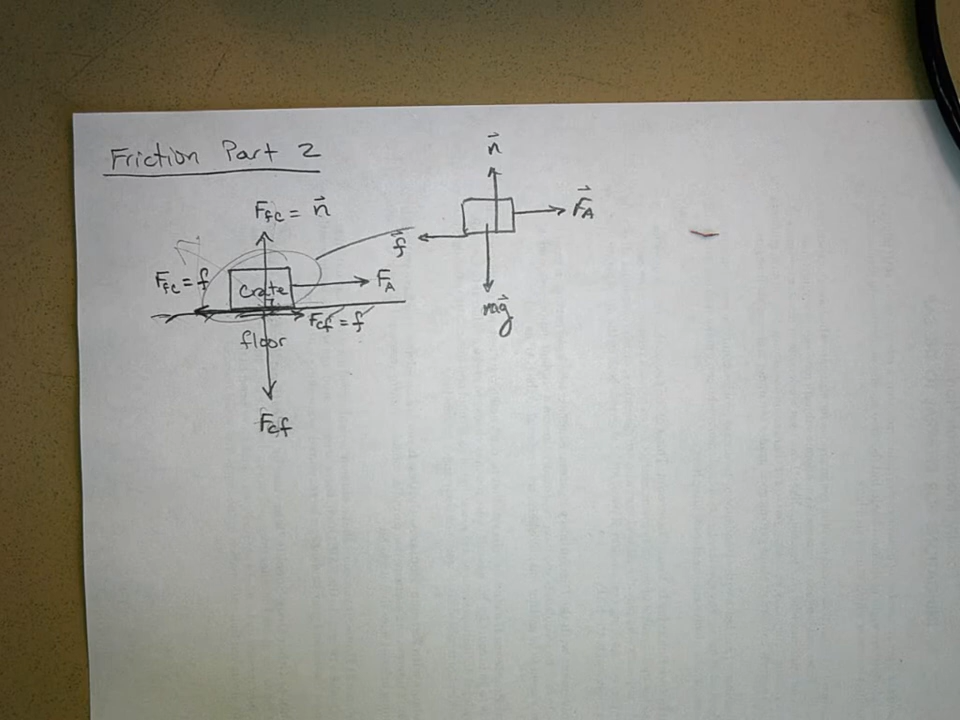 Friction Part 2
F_fc = n⃗
F_fc = f
crate
F_A
F_cf = f
floor
F_cf
n⃗
F⃗_A
f⃗
mg⃗